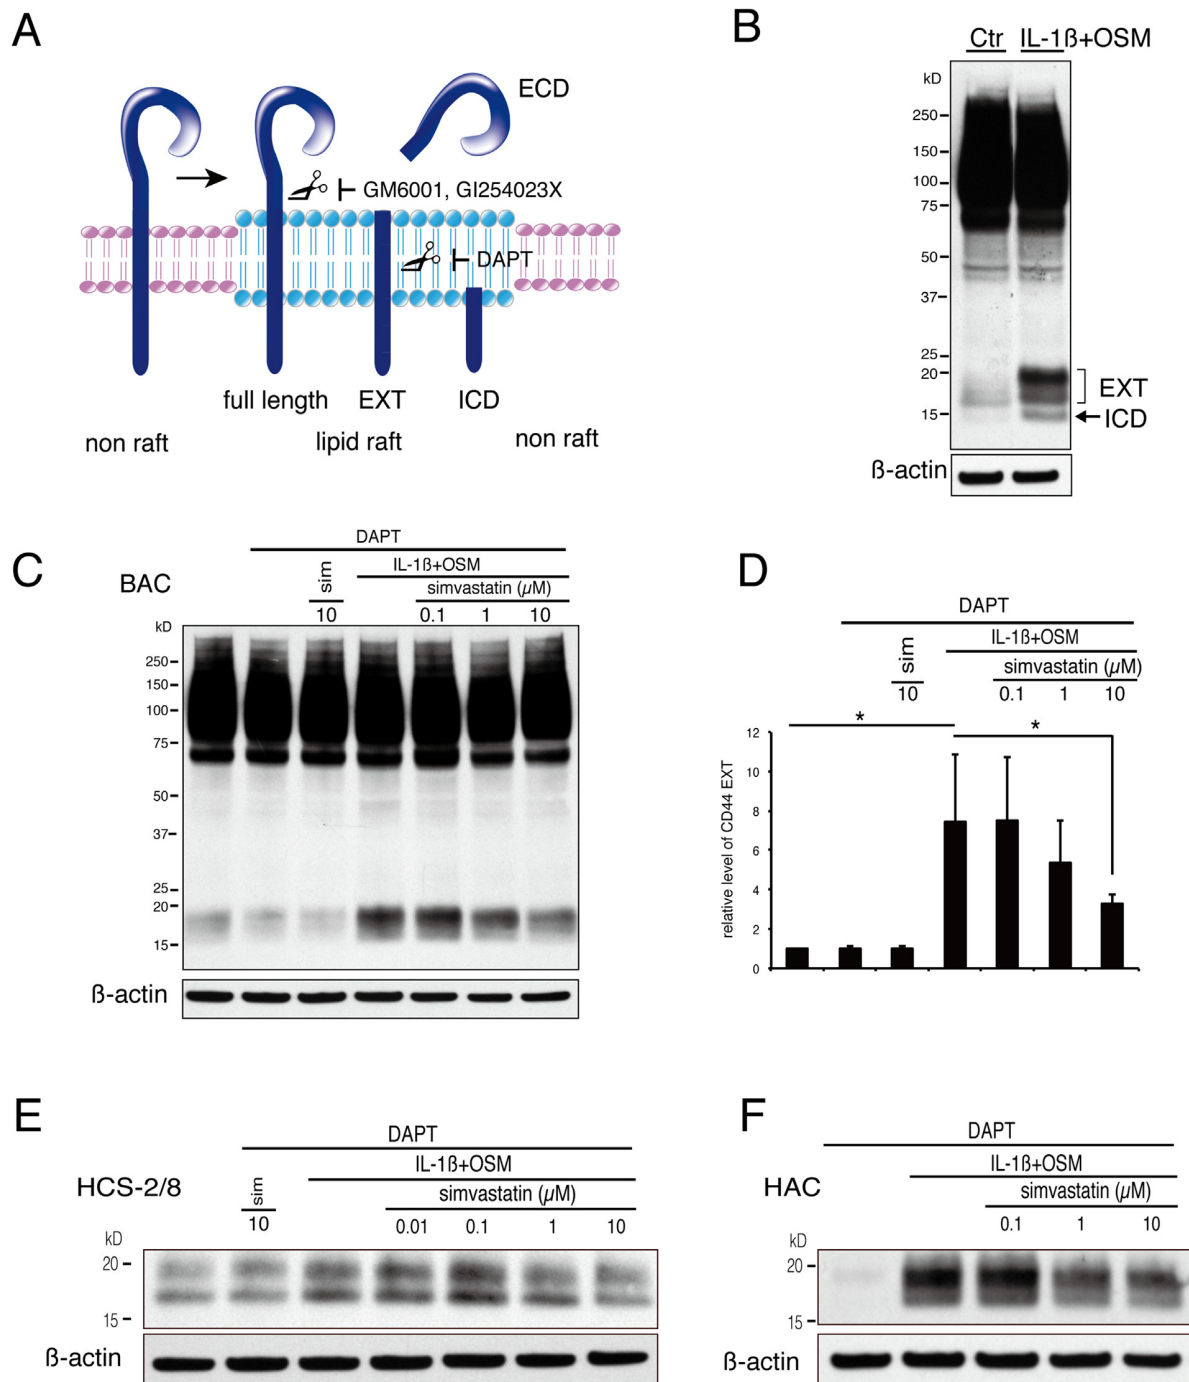 A
ECD
GM6001, GI254023X
DAPT
full length EXT ICD
non raft lipid raft non raft
B
Ctr IL-1ß+OSM
kD
250
150
100
75
50
37
25
20
15
EXT
ICD
ß-actin
C
BAC
DAPT
IL-1ß+OSM
sim simvastatin (µM)
10 0.1 1 10
kD
250
150
100
75
50
37
25
20
15
ß-actin
D
DAPT
IL-1ß+OSM
sim simvastatin (µM)
10 0.1 1 10
* *
relative level of CD44 EXT
12
10
8
6
4
2
0
E
HCS-2/8
DAPT
IL-1ß+OSM
sim simvastatin (µM)
10 0.01 0.1 1 10
kD
20
15
ß-actin
F
HAC
DAPT
IL-1ß+OSM
simvastatin (µM)
0.1 1 10
kD
20
15
ß-actin